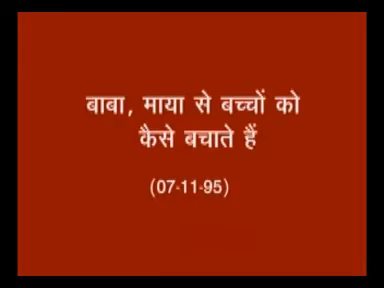 बाबा, माया से बच्चों को
कैसे बचाते हैं
(07-11-95)